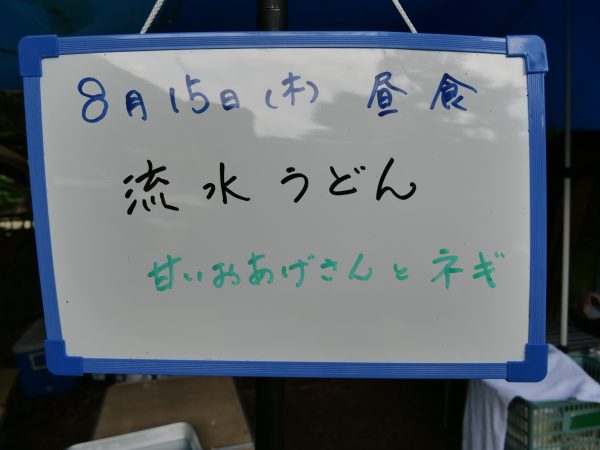 8月15日(木) 昼食
流水うどん
甘いおあげさんとネギ